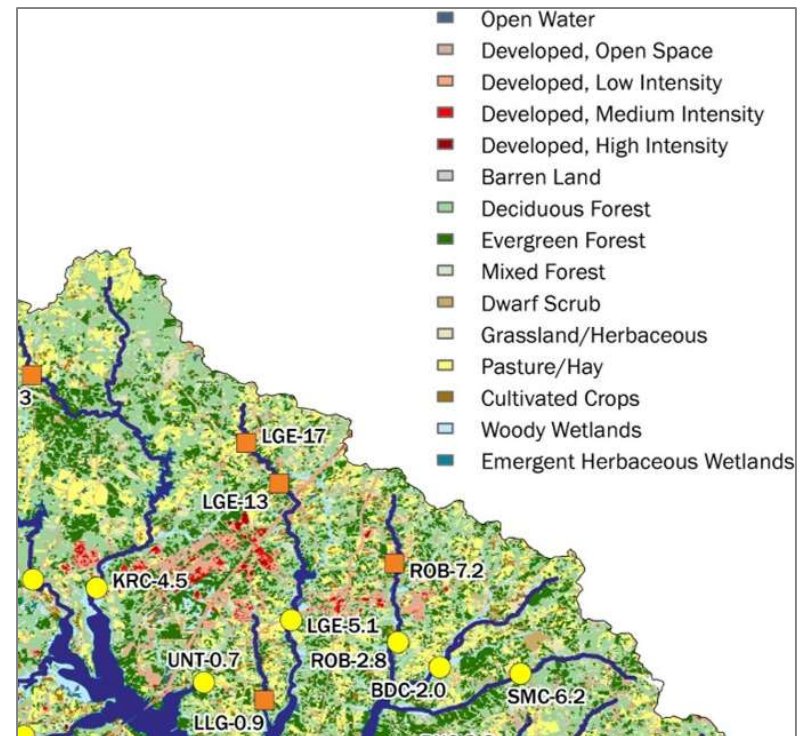 Open Water
Developed, Open Space
Developed, Low Intensity
Developed, Medium Intensity
Developed, High Intensity
Barren Land
Deciduous Forest
Evergreen Forest
Mixed Forest
Dwarf Scrub
Grassland/Herbaceous
Pasture/Hay
Cultivated Crops
Woody Wetlands
Emergent Herbaceous Wetlands
3
LGE-17
LGE-13
ROB-7.2
KRC-4.5
LGE-5.1
UNT-0.7
ROB-2.8
BDC-2.0
SMC-6.2
LLG-0.9